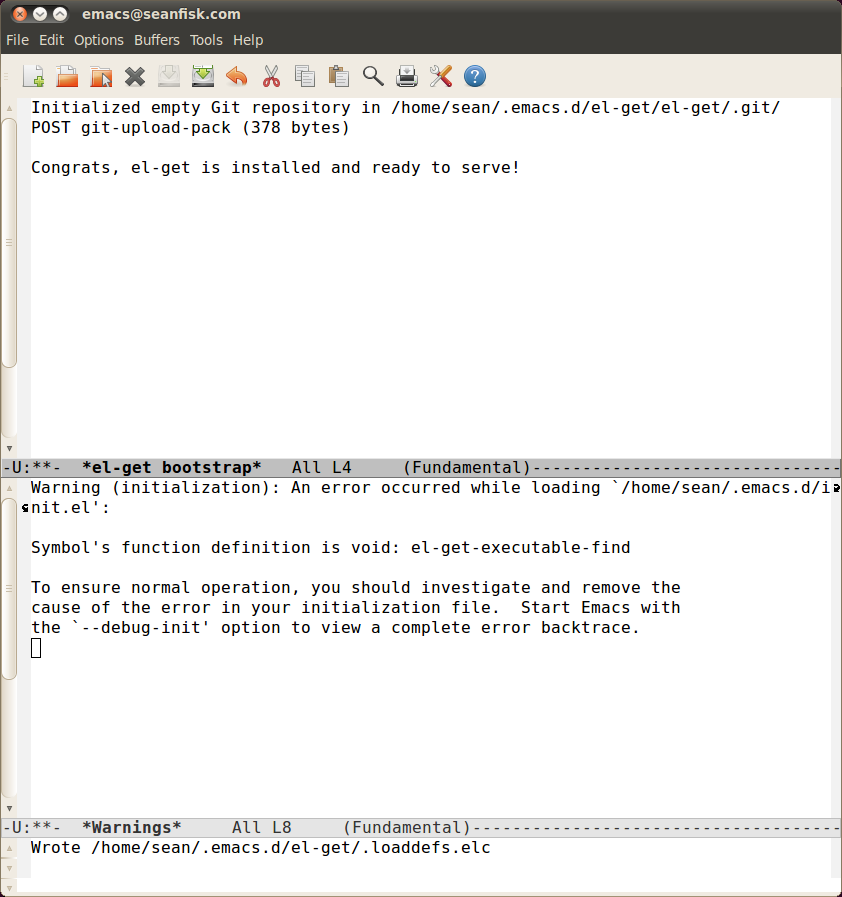 emacs@seanfisk.com
File Edit Options Buffers Tools Help
Initialized empty Git repository in /home/sean/.emacs.d/el-get/el-get/.git/
POST git-upload-pack (378 bytes)
Congrats, el-get is installed and ready to serve!
-U:**-  *el-get bootstrap*   All L4     (Fundamental)-------------------------------
Warning (initialization): An error occurred while loading `/home/sean/.emacs.d/i
nit.el':
Symbol's function definition is void: el-get-executable-find
To ensure normal operation, you should investigate and remove the
cause of the error in your initialization file.  Start Emacs with
the `--debug-init' option to view a complete error backtrace.
-U:**-  *Warnings*     All L8     (Fundamental)-------------------------------------
Wrote /home/sean/.emacs.d/el-get/.loaddefs.elc